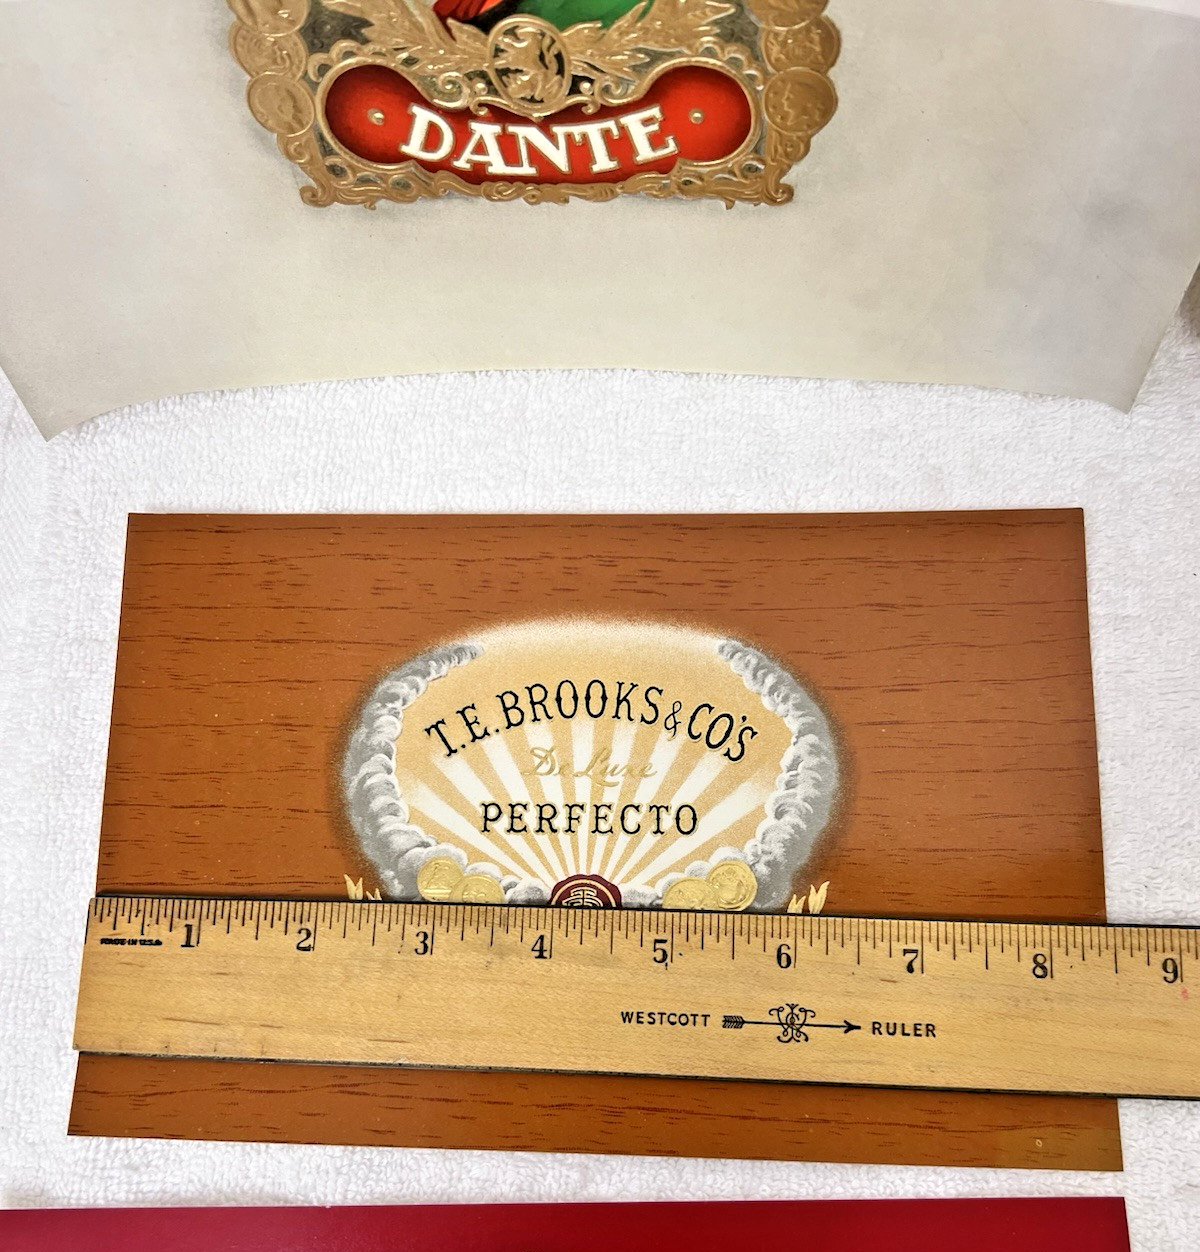 DANTE
T.E. BROOKS & CO'S
De Luxe
PERFECTO
1 2 3 4 5 6 7 8 9
MADE IN U.S.A.
WESTCOTT RULER